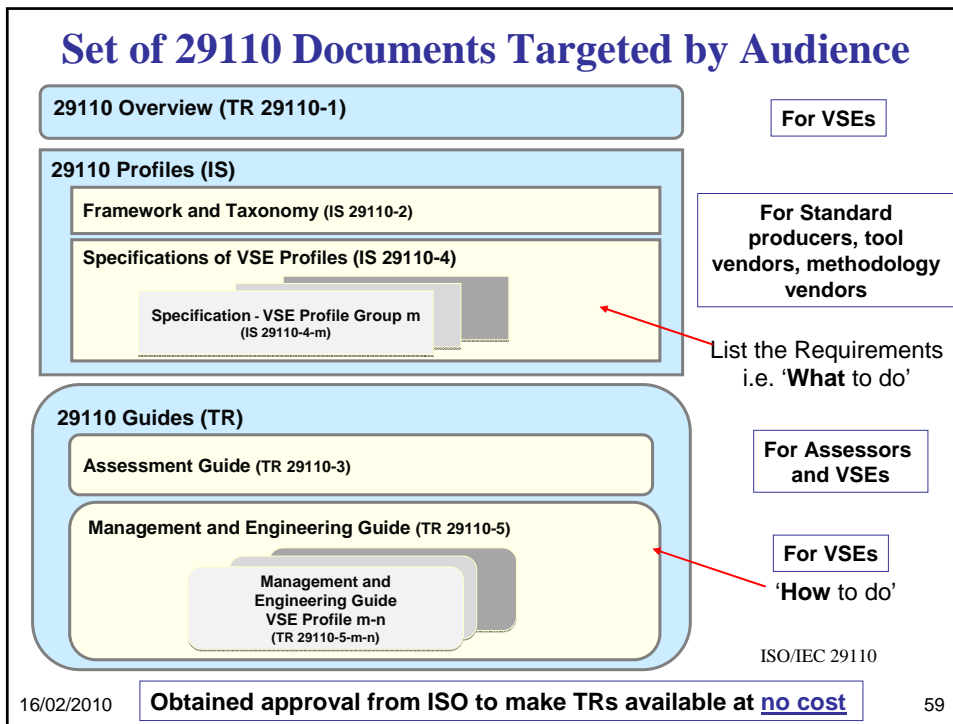 Set of 29110 Documents Targeted by Audience
29110 Overview (TR 29110-1)
For VSEs
29110 Profiles (IS)
Framework and Taxonomy (IS 29110-2)
For Standard
producers, tool
vendors, methodology
vendors
Specifications of VSE Profiles (IS 29110-4)
Specification - VSE Profile Group m
(IS 29110-4-m)
List the Requirements
i.e. ‘What to do’
29110 Guides (TR)
Assessment Guide (TR 29110-3)
For Assessors
and VSEs
Management and Engineering Guide (TR 29110-5)
Management and
Engineering Guide
VSE Profile m-n
(TR 29110-5-m-n)
For VSEs
‘How to do’
ISO/IEC 29110
16/02/2010
Obtained approval from ISO to make TRs available at no cost
59